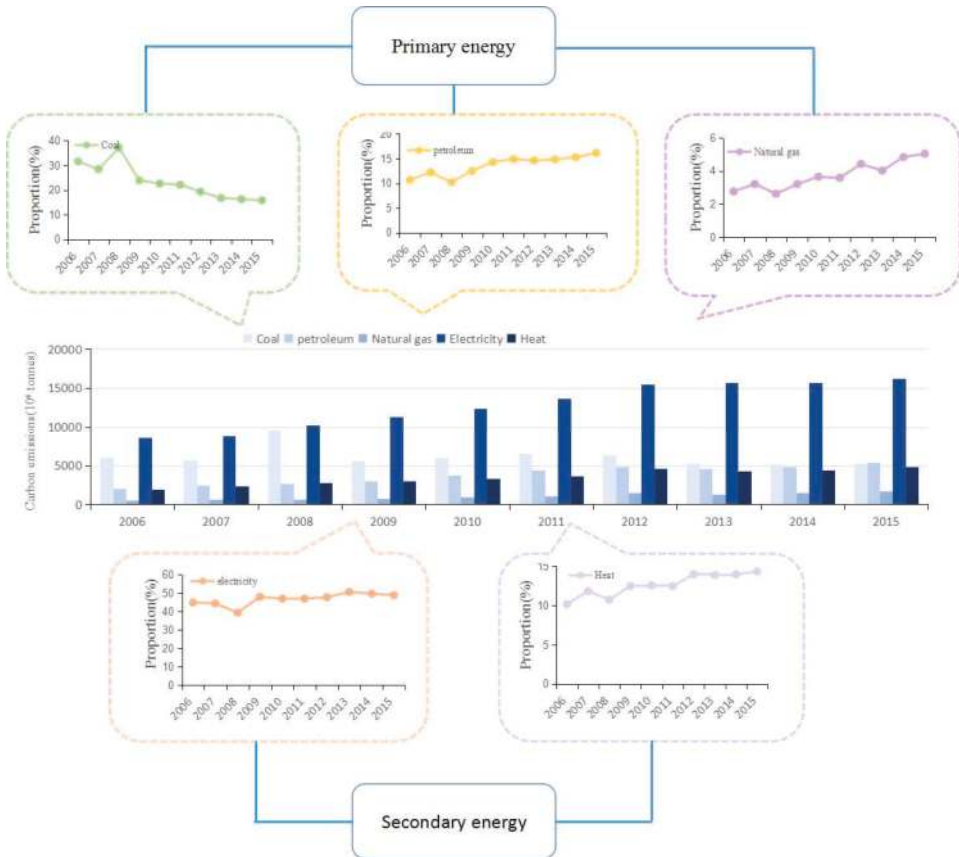 Primary energy
Coal
Proportion(%)
40
30
20
10
0
2006 2007 2008 2009 2010 2011 2012 2013 2014 2015
petroleum
Proportion(%)
20
15
10
5
0
2006 2007 2008 2009 2010 2011 2012 2013 2014 2015
Natural gas
Proportion(%)
6
4
2
0
2006 2007 2008 2009 2010 2011 2012 2013 2014 2015
Coal petroleum Natural gas Electricity Heat
Carbon emissions(10⁴ tonnas)
20000
15000
10000
5000
0
2006 2007 2008 2009 2010 2011 2012 2013 2014 2015
electricity
Proportion(%)
60
50
40
30
20
10
0
2006 2007 2008 2009 2010 2011 2012 2013 2014 2015
Heat
Proportion(%)
15
10
5
0
2006 2007 2008 2009 2010 2011 2012 2013 2014 2015
Secondary energy